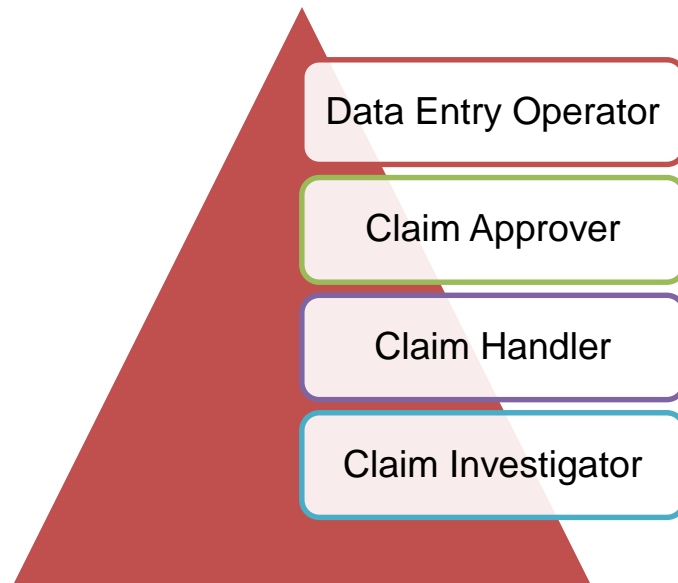 Data Entry Operator
Claim Approver
Claim Handler
Claim Investigator